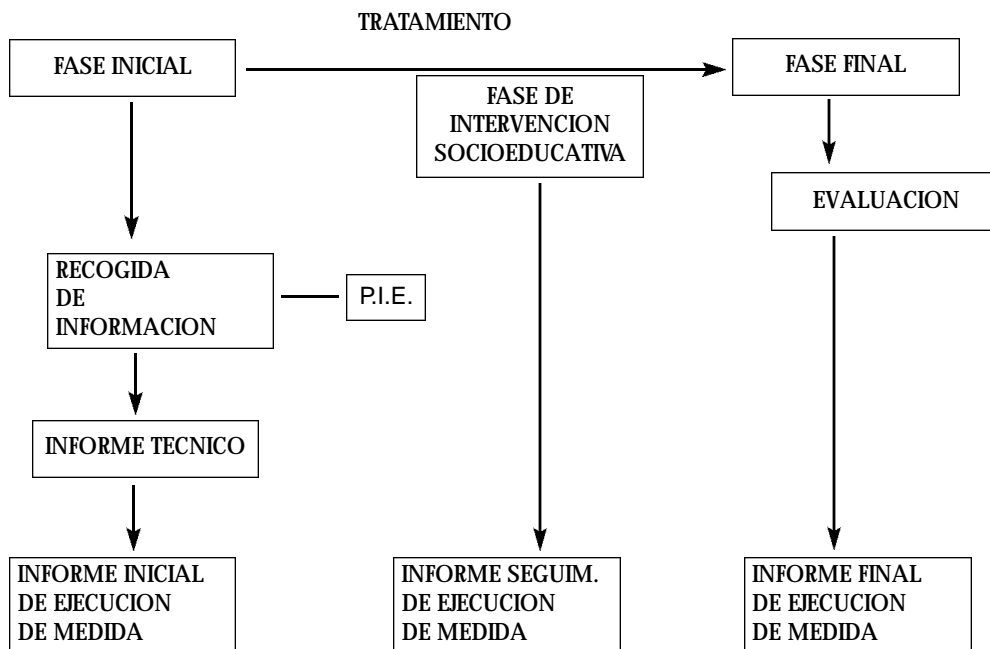 TRATAMIENTO
FASE INICIAL
FASE FINAL
FASE DE
INTERVENCION
SOCIOEDUCATIVA
EVALUACION
RECOGIDA
DE
INFORMACION
P.I.E.
INFORME TECNICO
INFORME INICIAL
DE EJECUCION
DE MEDIDA
INFORME SEGUIM.
DE EJECUCION
DE MEDIDA
INFORME FINAL
DE EJECUCION
DE MEDIDA